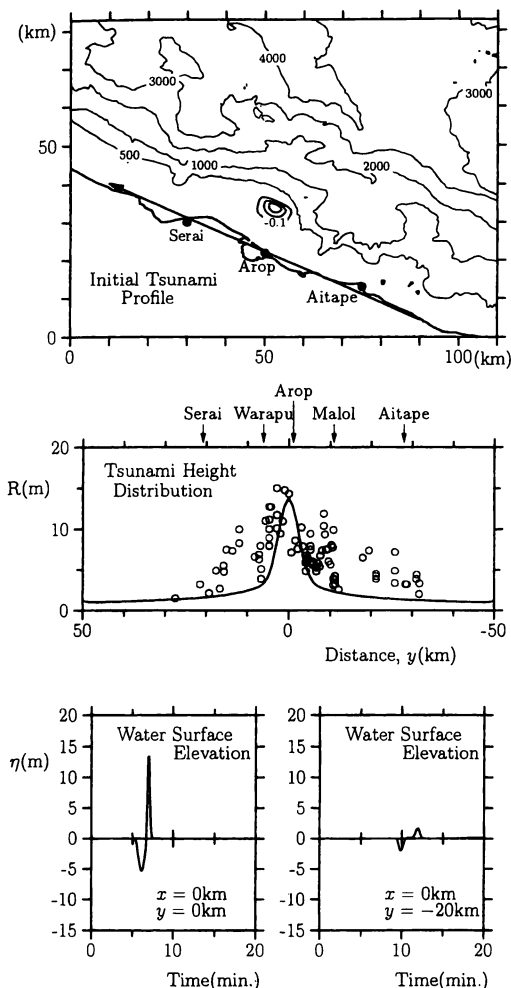 (km)
4000
3000
3000
50
500
1000
2000
-0.1
Serai
Arop
Initial Tsunami
Profile
Aitape
0
0
50
100(km)
Arop
Serai Warapu Malol Aitape
20
R(m)
Tsunami Height
Distribution
10
0
50
0
-50
Distance, y(km)
20
15
10
5
0
-5
-10
-15
η(m)
Water Surface
Elevation
x = 0km
y = 0km
0
10
20
Time(min.)
20
15
10
5
0
-5
-10
-15
Water Surface
Elevation
x = 0km
y = −20km
0
10
20
Time(min.)